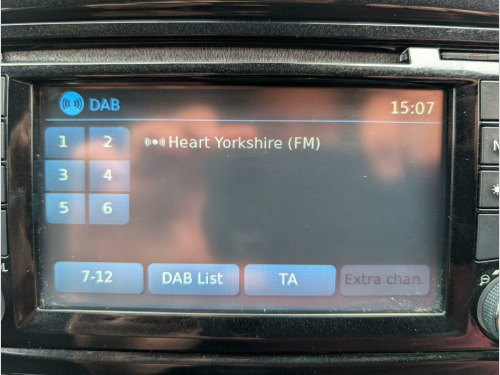 DAB 15:07
1 2 Heart Yorkshire (FM)
3 4
5 6
7-12 DAB List TA Extra chan.